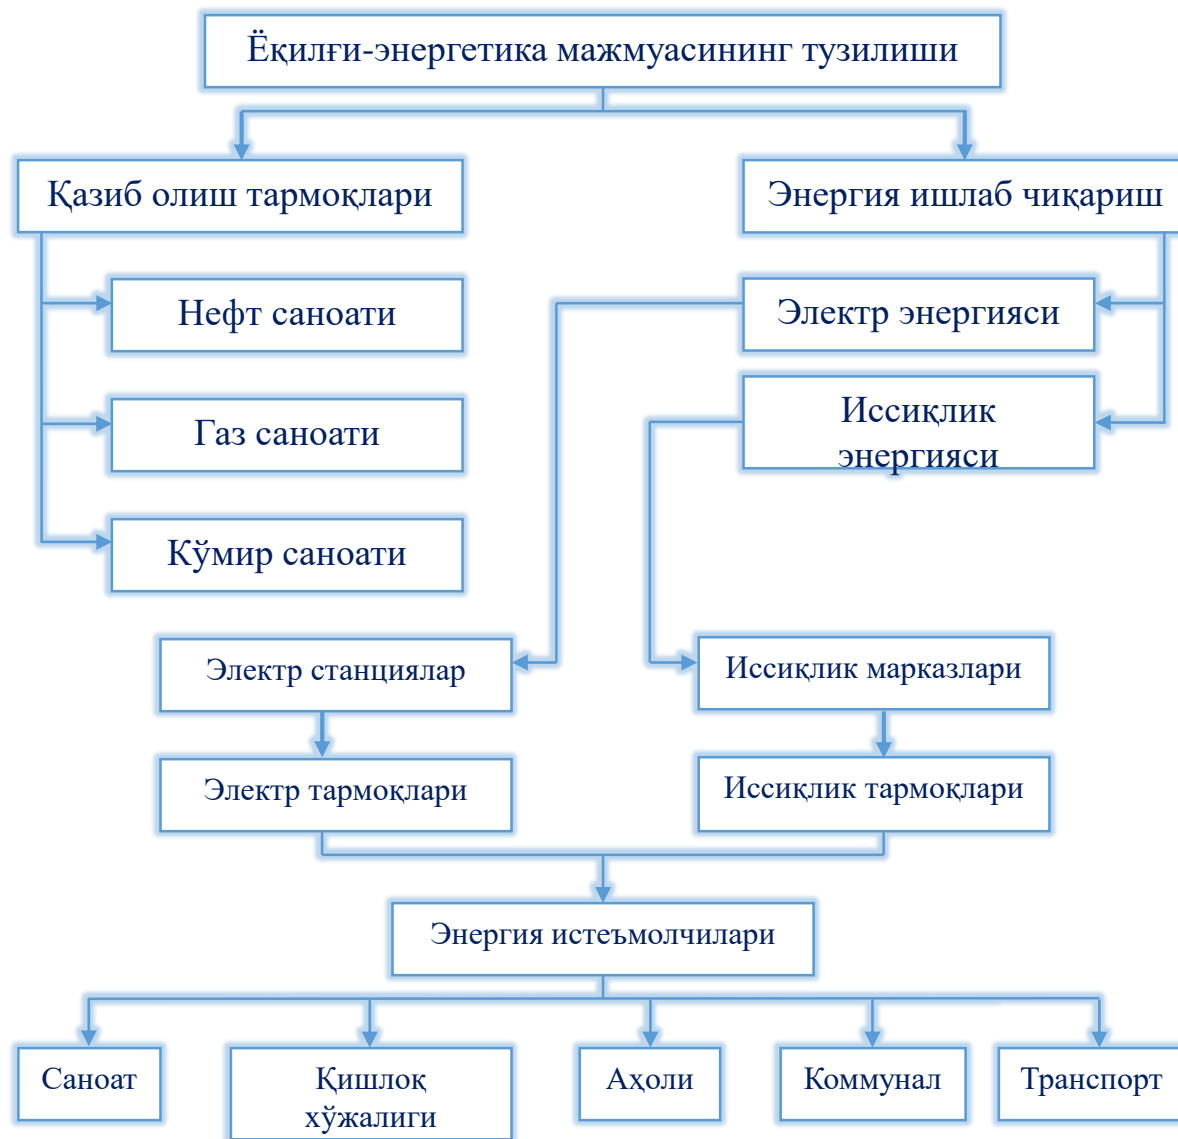 Ёқилғи-энергетика мажмуасининг тузилиши
Қазиб олиш тармоқлари
Энергия ишлаб чиқариш
Нефт саноати
Электр энергияси
Газ саноати
Иссиқлик
энергияси
Кўмир саноати
Электр станциялар
Иссиқлик марказлари
Электр тармоқлари
Иссиқлик тармоқлари
Энергия истеъмолчилари
Саноат
Қишлоқ
хўжалиги
Аҳоли
Коммунал
Транспорт